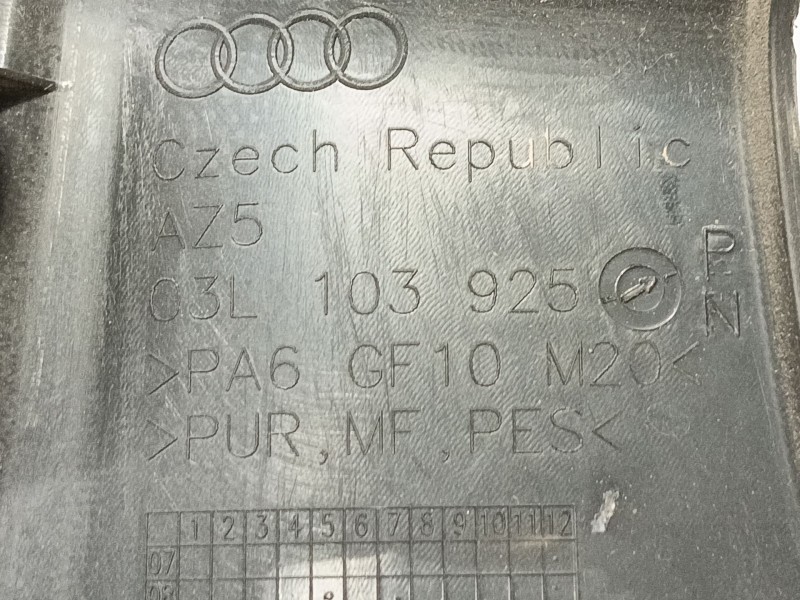 Czech Republic
AZ5
03L 103 925
P
N
>PA6 GF10 M20<
>PUR,MF,PES<
1 2 3 4 5 6 7 8 9 10 11 12
07
08